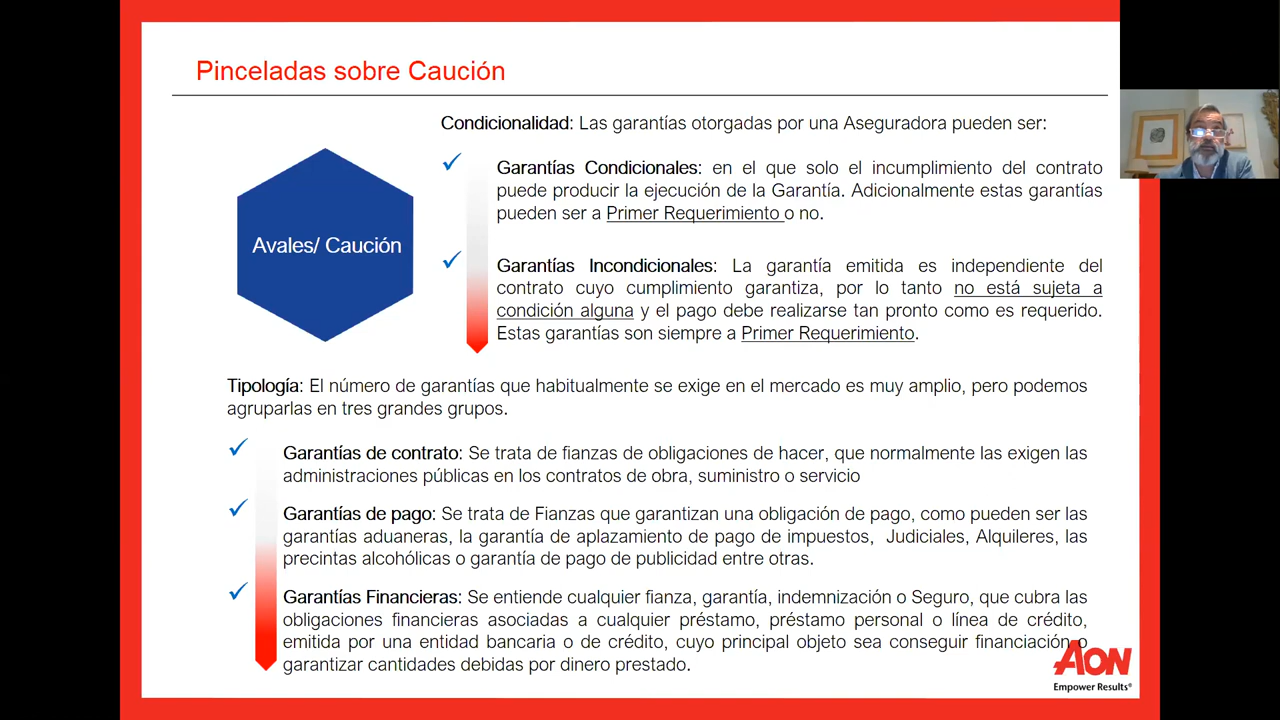 Pinceladas sobre Caución
Condicionalidad: Las garantías otorgadas por una Aseguradora pueden ser:
Garantías Condicionales: en el que solo el incumplimiento del contrato
puede producir la ejecución de la Garantía. Adicionalmente estas garantías
pueden ser a Primer Requerimiento o no.
Avales/ Caución
Garantías Incondicionales: La garantía emitida es independiente del
contrato cuyo cumplimiento garantiza, por lo tanto no está sujeta a
condición alguna y el pago debe realizarse tan pronto como es requerido.
Estas garantías son siempre a Primer Requerimiento.
Tipología: El número de garantías que habitualmente se exige en el mercado es muy amplio, pero podemos
agruparlas en tres grandes grupos.
Garantías de contrato: Se trata de fianzas de obligaciones de hacer, que normalmente las exigen las
administraciones públicas en los contratos de obra, suministro o servicio
Garantías de pago: Se trata de Fianzas que garantizan una obligación de pago, como pueden ser las
garantías aduaneras, la garantía de aplazamiento de pago de impuestos, Judiciales, Alquileres, las
precintas alcohólicas o garantía de pago de publicidad entre otras.
Garantías Financieras: Se entiende cualquier fianza, garantía, indemnización o Seguro, que cubra las
obligaciones financieras asociadas a cualquier préstamo, préstamo personal o línea de crédito,
emitida por una entidad bancaria o de crédito, cuyo principal objeto sea conseguir financiación o
garantizar cantidades debidas por dinero prestado.
AON
Empower Results®